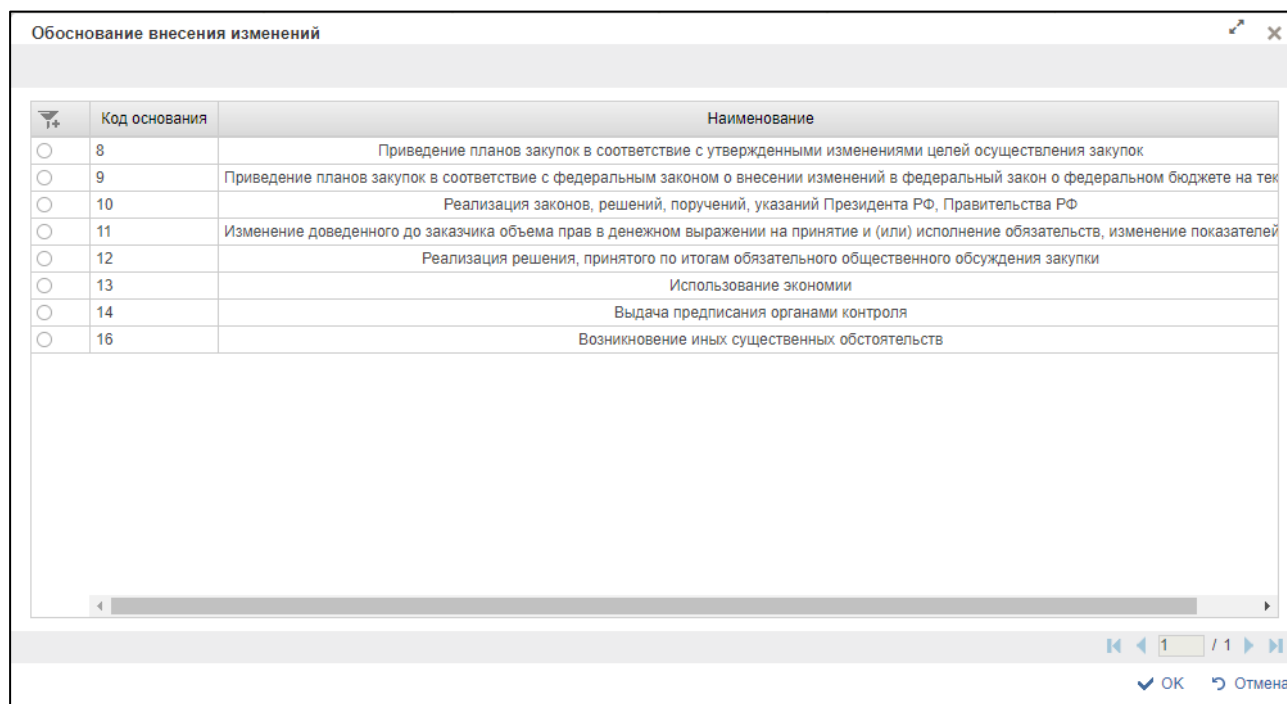 Обоснование внесения изменений
Код основания Наименование
8 Приведение планов закупок в соответствие с утвержденными изменениями целей осуществления закупок
9 Приведение планов закупок в соответствие с федеральным законом о внесении изменений в федеральный закон о федеральном бюджете на тек
10 Реализация законов, решений, поручений, указаний Президента РФ, Правительства РФ
11 Изменение доведенного до заказчика объема прав в денежном выражении на принятие и (или) исполнение обязательств, изменение показателей
12 Реализация решения, принятого по итогам обязательного общественного обсуждения закупки
13 Использование экономии
14 Выдача предписания органами контроля
16 Возникновение иных существенных обстоятельств
1 / 1
OK Отмена